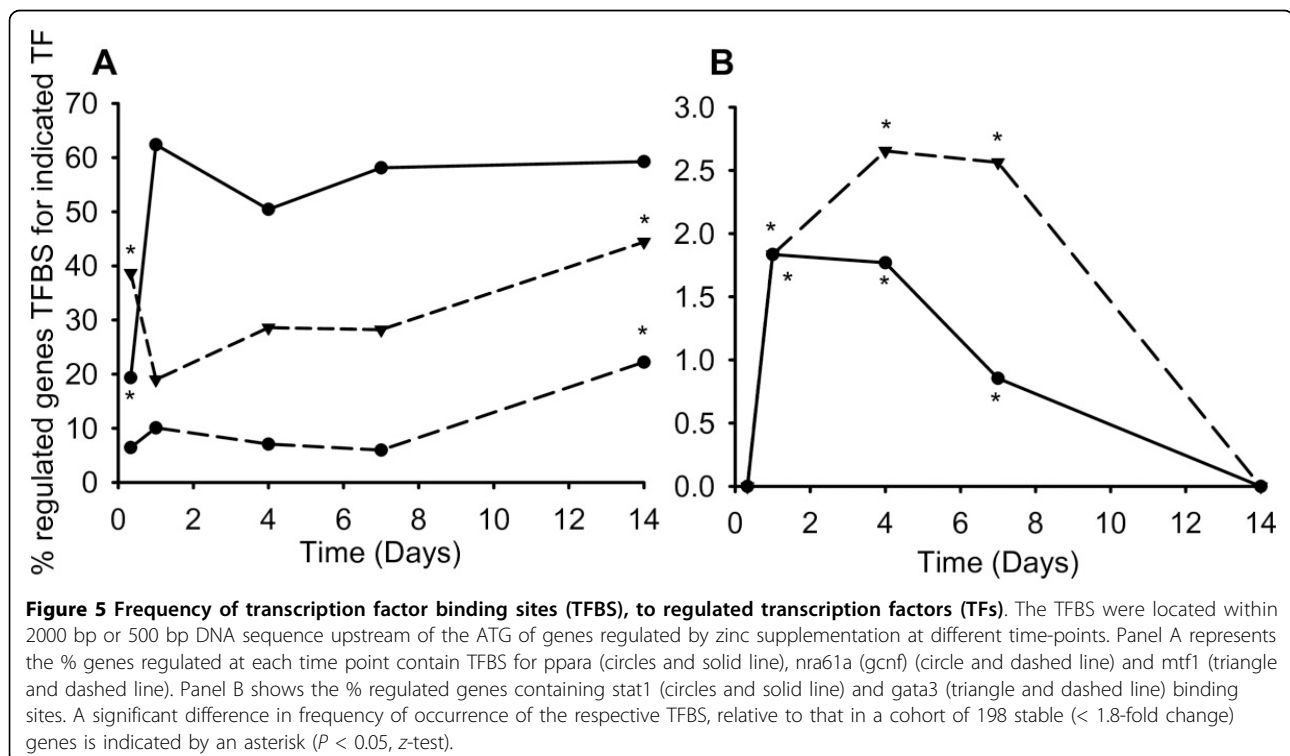 A
% regulated genes TFBS for indicated TF
70
60
50
40
30
20
10
0
*
*
*
*
0 2 4 6 8 10 12 14
Time (Days)
B
3.0
2.5
2.0
1.5
1.0
0.5
0.0
*
*
*
*
*
*
0 2 4 6 8 10 12 14
Time (Days)
Figure 5 Frequency of transcription factor binding sites (TFBS), to regulated transcription factors (TFs). The TFBS were located within
2000 bp or 500 bp DNA sequence upstream of the ATG of genes regulated by zinc supplementation at different time-points. Panel A represents
the % genes regulated at each time point contain TFBS for ppara (circles and solid line), nra61a (gcnf) (circle and dashed line) and mtf1 (triangle
and dashed line). Panel B shows the % regulated genes containing stat1 (circles and solid line) and gata3 (triangle and dashed line) binding
sites. A significant difference in frequency of occurrence of the respective TFBS, relative to that in a cohort of 198 stable (< 1.8-fold change)
genes is indicated by an asterisk (P < 0.05, z-test).